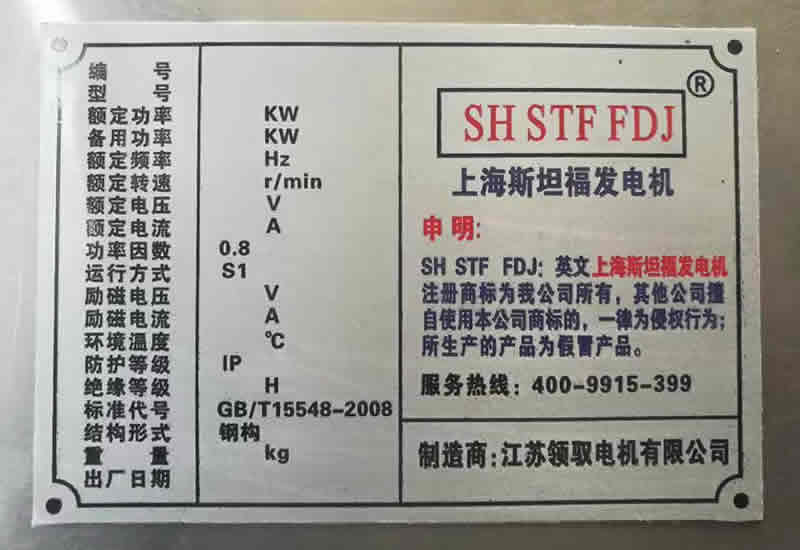 编 号
型 号
额定功率 KW
备用功率 KW
额定频率 Hz
额定转速 r/min
额定电压 V
额定电流 A
功率因数 0.8
运行方式 S1
励磁电压 V
励磁电流 A
环境温度 ℃
防护等级 IP
绝缘等级 H
标准代号 GB/T15548-2008
结构形式 钢构
重 量 kg
出厂日期
®
SH STF FDJ
上海斯坦福发电机
申明:
SH STF FDJ: 英文上海斯坦福发电机
注册商标为我公司所有，其他公司擅
自使用本公司商标的，一律为侵权行为;
所生产的产品为假冒产品。
服务热线: 400-9915-399
制造商:江苏领驭电机有限公司